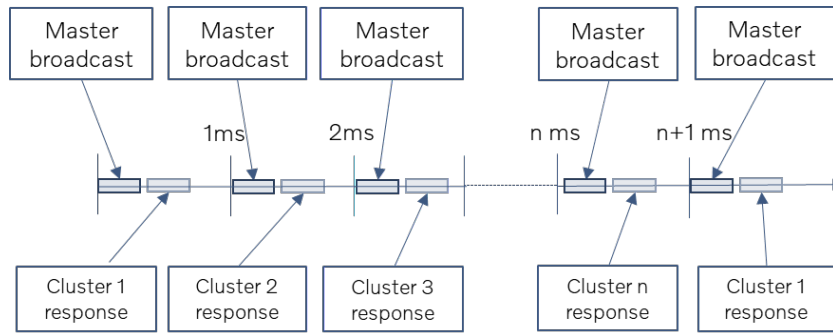 Master
broadcast
Master
broadcast
Master
broadcast
Master
broadcast
Master
broadcast
1ms
2ms
n ms
n+1 ms
Cluster 1
response
Cluster 2
response
Cluster 3
response
Cluster n
response
Cluster 1
response